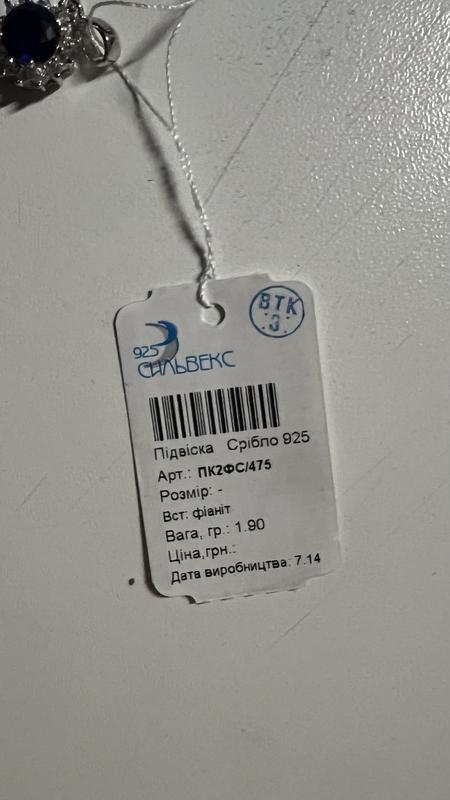 ВТК
3
925
СИЛЬВЕКС
Підвіска Срібло 925
Арт.: ПК2ФС/475
Розмір: -
Вст: фіаніт
Вага, гр.: 1.90
Ціна,грн.:
Дата виробництва: 7.14